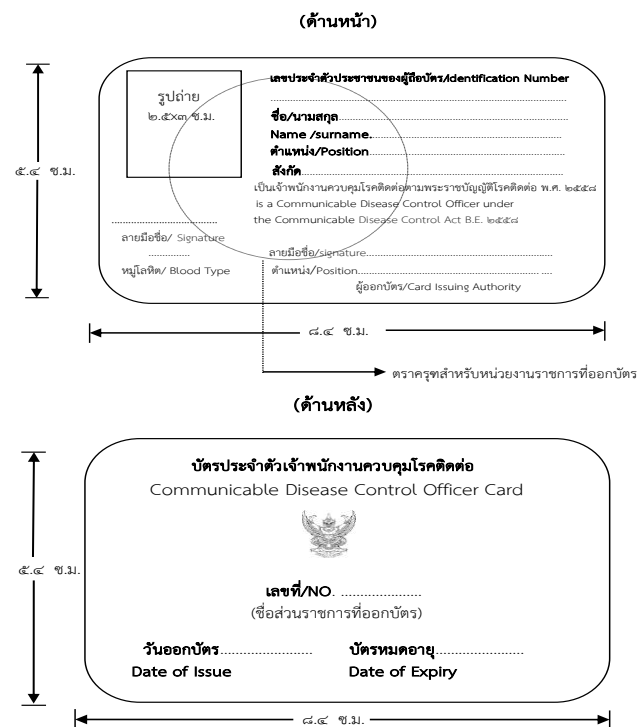 (ด้านหน้า)
เลขประจำตัวประชาชนของผู้ถือบัตร/Identification Number
รูปถ่าย
๒.๕×๓ ซ.ม.
ชื่อ/นามสกุล
Name /surname.
ตำแหน่ง/Position
สังกัด
๕.๔ ซ.ม.
เป็นเจ้าพนักงานควบคุมโรคติดต่อตามพระราชบัญญัติโรคติดต่อ พ.ศ. ๒๕๕๘
is a Communicable Disease Control Officer under
the Communicable Disease Control Act B.E. ๒๕๕๘
ลายมือชื่อ/ Signature
ลายมือชื่อ/signature
หมู่โลหิต/ Blood Type
ตำแหน่ง/Position
ผู้ออกบัตร/Card Issuing Authority
๘.๔ ซ.ม.
ตราครุฑสำหรับหน่วยงานราชการที่ออกบัตร
(ด้านหลัง)
บัตรประจำตัวเจ้าพนักงานควบคุมโรคติดต่อ
Communicable Disease Control Officer Card
๕.๔ ซ.ม.
เลขที่/NO. .....................
(ชื่อส่วนราชการที่ออกบัตร)
วันออกบัตร........................ บัตรหมดอายุ.......................
Date of Issue Date of Expiry
๘.๔ ซ.ม.